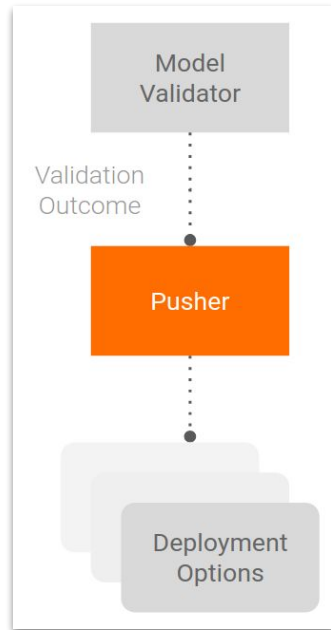 Model
Validator
Validation
Outcome
Pusher
Deployment
Options